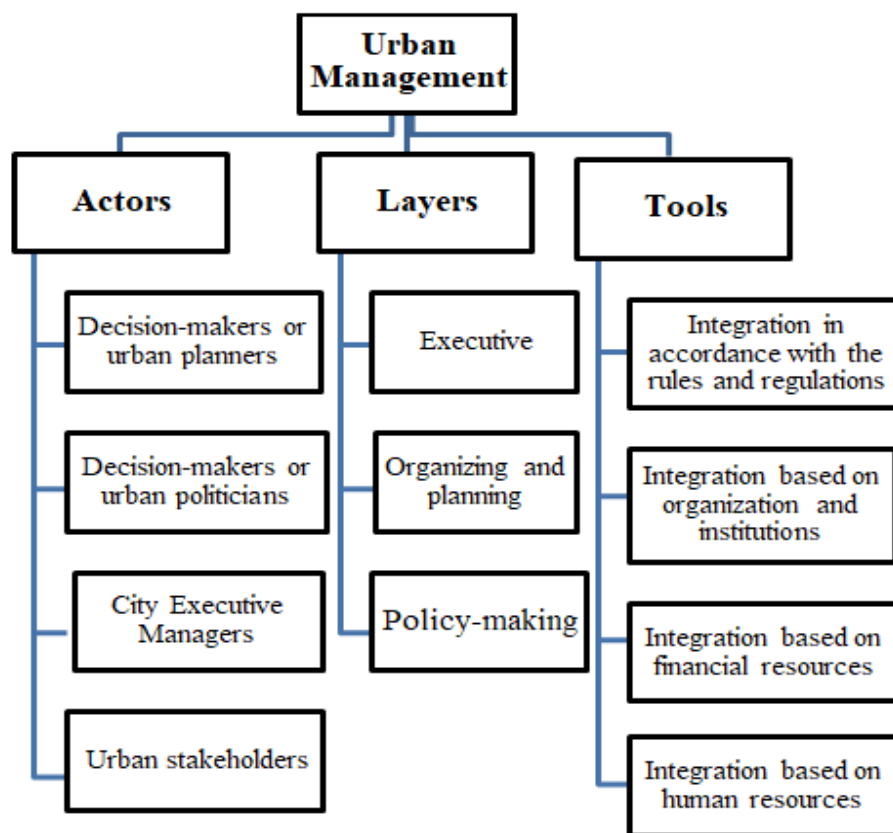 Urban
Management
Actors
Layers
Tools
Decision-makers or
urban planners
Decision-makers or
urban politicians
City Executive
Managers
Urban stakeholders
Executive
Organizing and
planning
Policy-making
Integration in
accordance with the
rules and regulations
Integration based on
organization and
institutions
Integration based on
financial resources
Integration based on
human resources